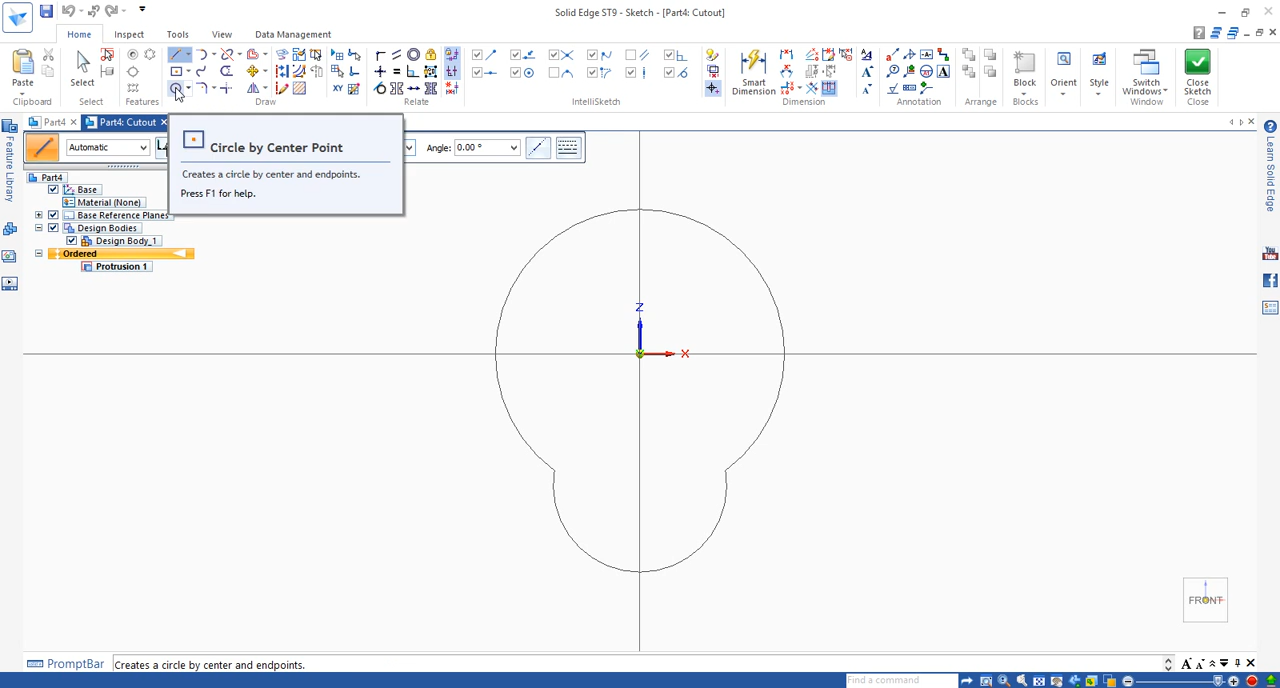 Solid Edge ST9 - Sketch - [Part4: Cutout]
Home Inspect Tools View Data Management
Paste
Select
Smart Dimension
Block
Orient
Style
Switch Windows
Close Sketch
Clipboard Select Features Draw Relate IntelliSketch Dimension Annotation Arrange Blocks Window Close
Part4
Part4: Cutout
Automatic
Angle: 0.00 °
Circle by Center Point
Creates a circle by center and endpoints.
Press F1 for help.
Feature Library
Learn Solid Edge
You Tube
Part4
Base
Material (None)
Base Reference Planes
Design Bodies
Design Body_1
Ordered
Protrusion 1
Z
X
FRONT
PromptBar
Creates a circle by center and endpoints.
Find a command